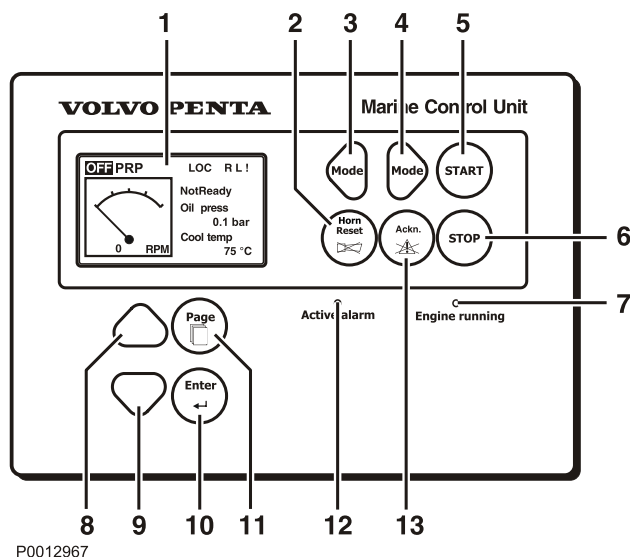 1 2 3 4 5
VOLVO PENTA Marine Control Unit
OFF PRP LOC R L !
NotReady
Oil press
0.1 bar
Cool temp
75 °C
0 RPM
Mode Mode START
Horn
Reset
Ackn.
STOP
6
Active alarm Engine running
7
Page
Enter
8 9 10 11 12 13
P0012967